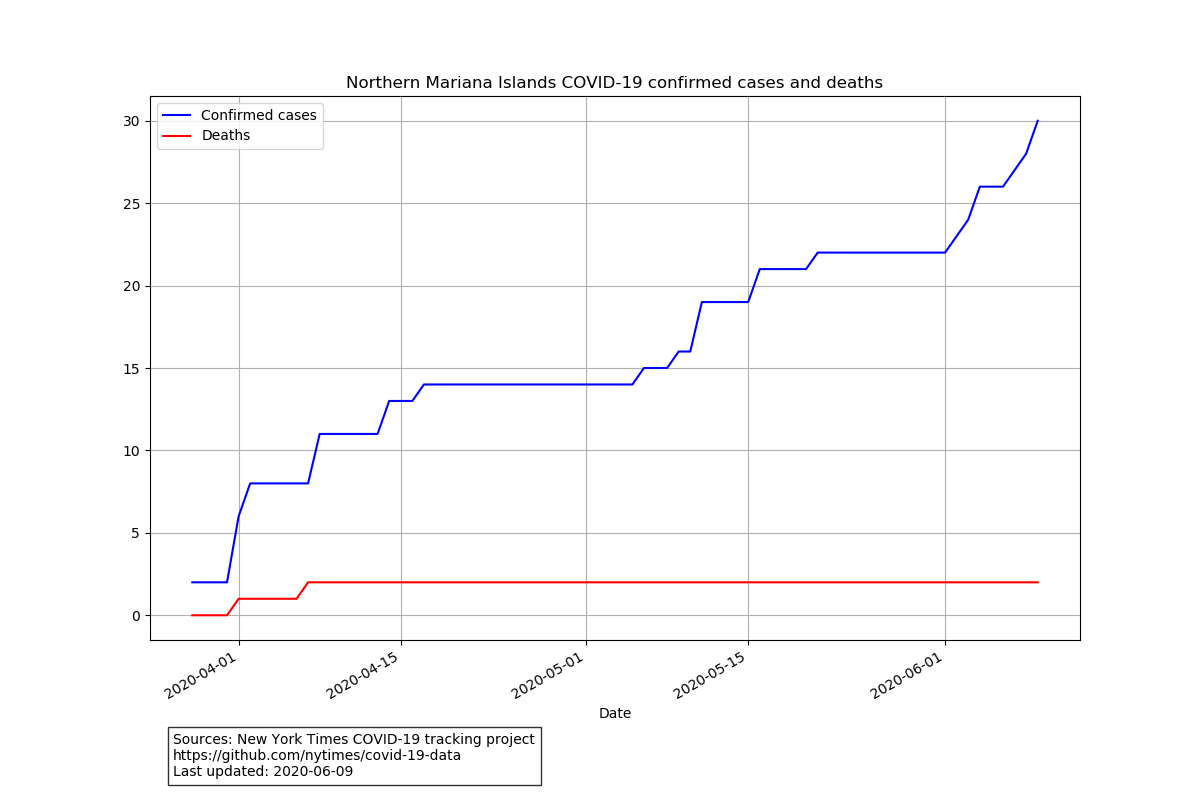 Northern Mariana Islands COVID-19 confirmed cases and deaths
Confirmed cases
Deaths
30
25
20
15
10
5
0
2020-04-01
2020-04-15
2020-05-01
2020-05-15
2020-06-01
Date
Sources: New York Times COVID-19 tracking project
https://github.com/nytimes/covid-19-data
Last updated: 2020-06-09